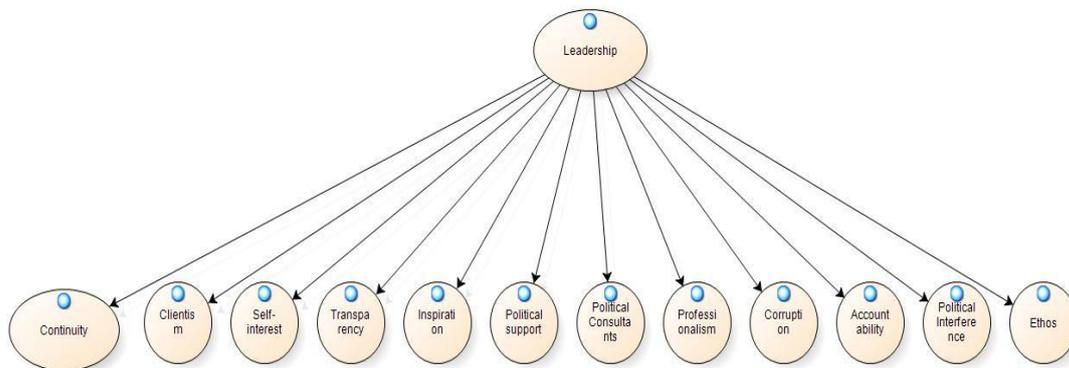 Leadership
Continuity
Clientis
m
Self-
interest
Transpa
rency
Inspirati
on
Political
support
Political
Consulta
nts
Professi
onalism
Corrupti
on
Account
ability
Political
Interfere
nce
Ethos